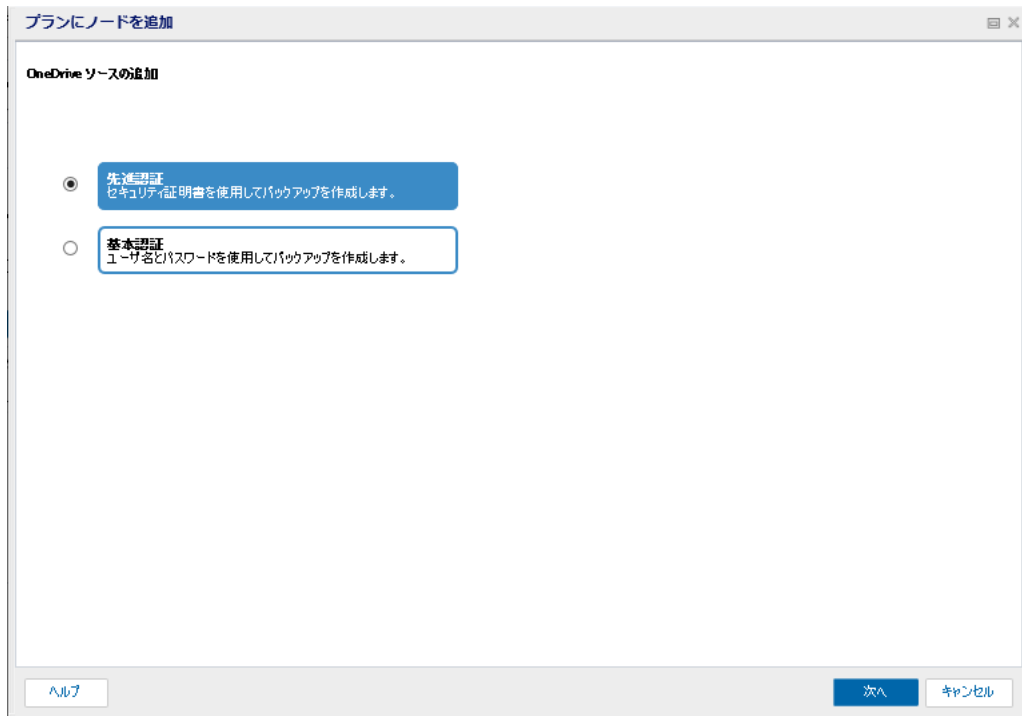 プランにノードを追加
OneDrive ソースの追加
先進認証
セキュリティ証明書を使用してバックアップを作成します。
基本認証
ユーザ名とパスワードを使用してバックアップを作成します。
ヘルプ
次へ
キャンセル